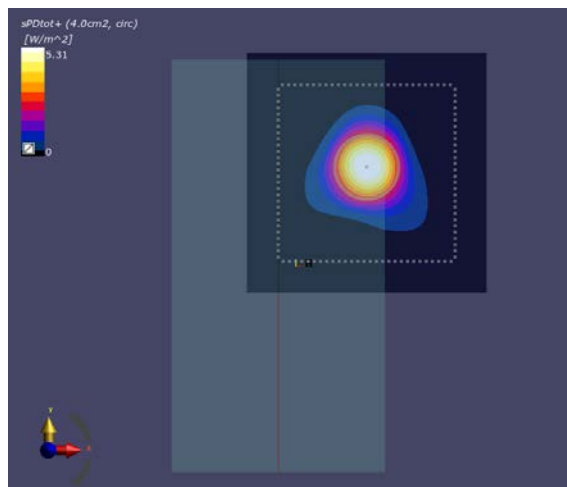 sPDtot+ (4.0cm2, circ)
[W/m^2]
5.31
0
y
x